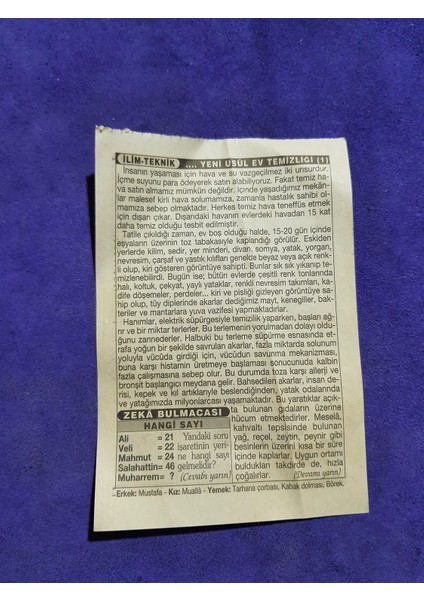 İLİM-TEKNİK .... YENİ USÛL EV TEMİZLİĞİ (1)
İnsanın yaşaması için hava ve su vazgeçilmez iki unsurdur.
İçme suyunu para ödeyerek satın alabiliyoruz. Fakat temiz ha-
va satın almamız mümkün değildir. İçinde yaşadığımız mekân-
lar malesef kirli hava solumamıza, zamanla hastalık sahibi ol-
mamıza sebep olmaktadır. Herkes temiz hava teneffüs etmek
için dışarı çıkar. Dışarıdaki havanın evlerdeki havadan 15 kat
daha temiz olduğu tesbit edilmiştir.
Tatile çıkıldığı zaman, ev boş olduğu halde, 15-20 gün içinde
eşyaların üzerinin toz tabakasıyle kaplandığı görülür. Eskiden
yerlerde kilim, sedir, yer minderi, divan, somya, yatak, yorgan,
nevresim, çarşaf ve yastık kılıfları genelde beyaz veya açık renk-
li olup, kiri gösteren görüntüye sahipti. Bunlar sık sık yıkanıp te-
mizlenebilirdi. Bugün ise; bütün evlerde çeşitli renk tonlarında
halı, koltuk, çekyat, yaylı yataklar, renkli nevresim takımları, ka-
dife döşemeler, perdeler... kiri ve pisliği gizleyen görüntüye sa-
hip olup, tüy diplerinde akarlar dediğimiz mayt, kenegiller, bak-
teriler ve mantarlara yuva vazifesi yapmaktadırlar.
Hanımlar, elektrik süpürgesiyle temizlik yaparken, başları ağ-
rır ve bir miktar terlerler. Bu terlemenin yorulmadan dolayı oldu-
ğunu zannederler. Halbuki bu terleme süpürme esnasında et-
rafa yoğun bir şekilde savrulan akarlar, fazla miktarda solunum
yoluyla vücûda girdiği için, vücûdun savunma mekanizması,
buna karşı histamin üretmeye başlaması sonucunda kalbin
fazla çalışmasına sebep olur. Bu durumda toza karşı allerji ve
bronşit başlangıcı meydana gelir. Bahsedilen akarlar, insan de-
risi, kepek ve kıl artıklariyle beslendiğinden, yatak odalarında
ve yatağımızda milyonlarcası yaşamaktadır. Bu yaratıklar açık-
ta bulunan gıdaların üzerine
hücum etmektedirler. Meselâ,
kahvaltı tepsisinde bulunan
yağ, reçel, zeytin, peynir gibi
besinlerin üzerini kısa bir süre
içinde kaplarlar. Uygun ortamı
buldukları takdirde de, hızla
çoğalırlar. (Devamı yarın)
ZEKÂ BULMACASI
HANGİ SAYI
Ali = 21 Yandaki soru
Veli = 22 işaretinin yeri-
Mahmut = 24 ne hangi sayı
Salahattin= 46 gelmelidir?
Muharrem= ? (Cevabı yarın)
Erkek: Mustafa - Kız: Muallâ - Yemek: Tarhana çorbası, Kabak dolması, Börek.